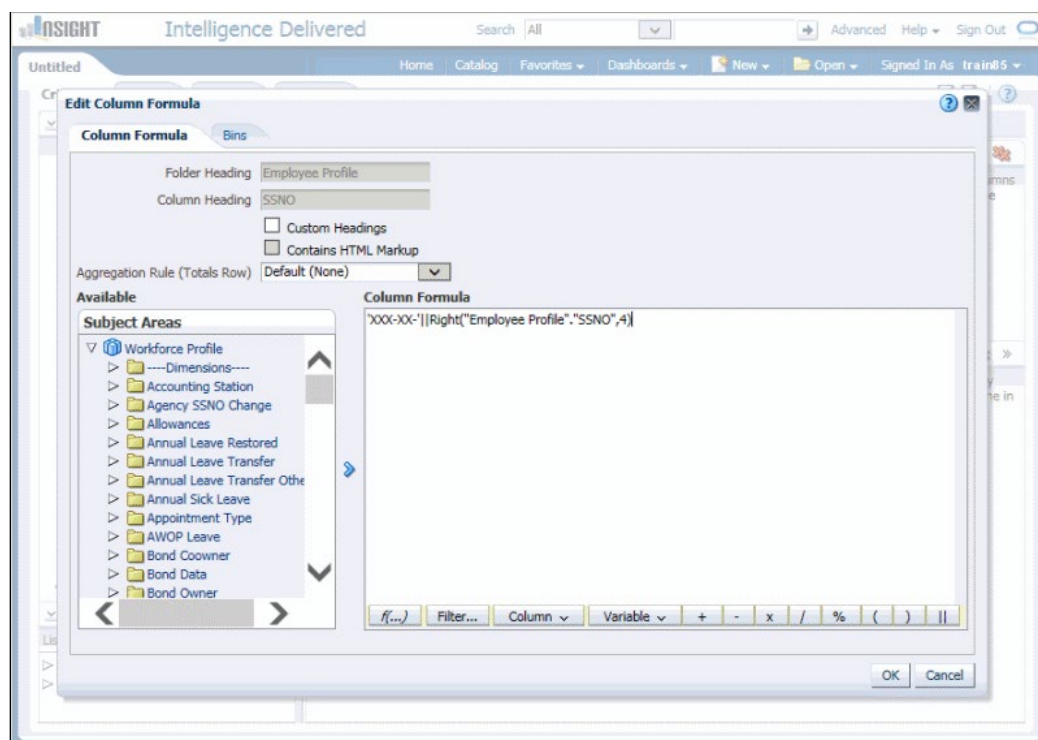 INSIGHT Intelligence Delivered Search All Advanced Help Sign Out
Untitled Home Catalog Favorites Dashboards New Open Signed In As train85
Edit Column Formula
Column Formula Bins
Folder Heading Employee Profile
Column Heading SSNO
Custom Headings
Contains HTML Markup
Aggregation Rule (Totals Row) Default (None)
Available Column Formula
Subject Areas 'XXX-XX-'||Right("Employee Profile"."SSNO",4)
Workforce Profile
----Dimensions----
Accounting Station
Agency SSNO Change
Allowances
Annual Leave Restored
Annual Leave Transfer
Annual Leave Transfer Othe
Annual Sick Leave
Appointment Type
AWOP Leave
Bond Coowner
Bond Data
Bond Owner
f(...) Filter... Column Variable + - x / % ( ) ||
OK Cancel